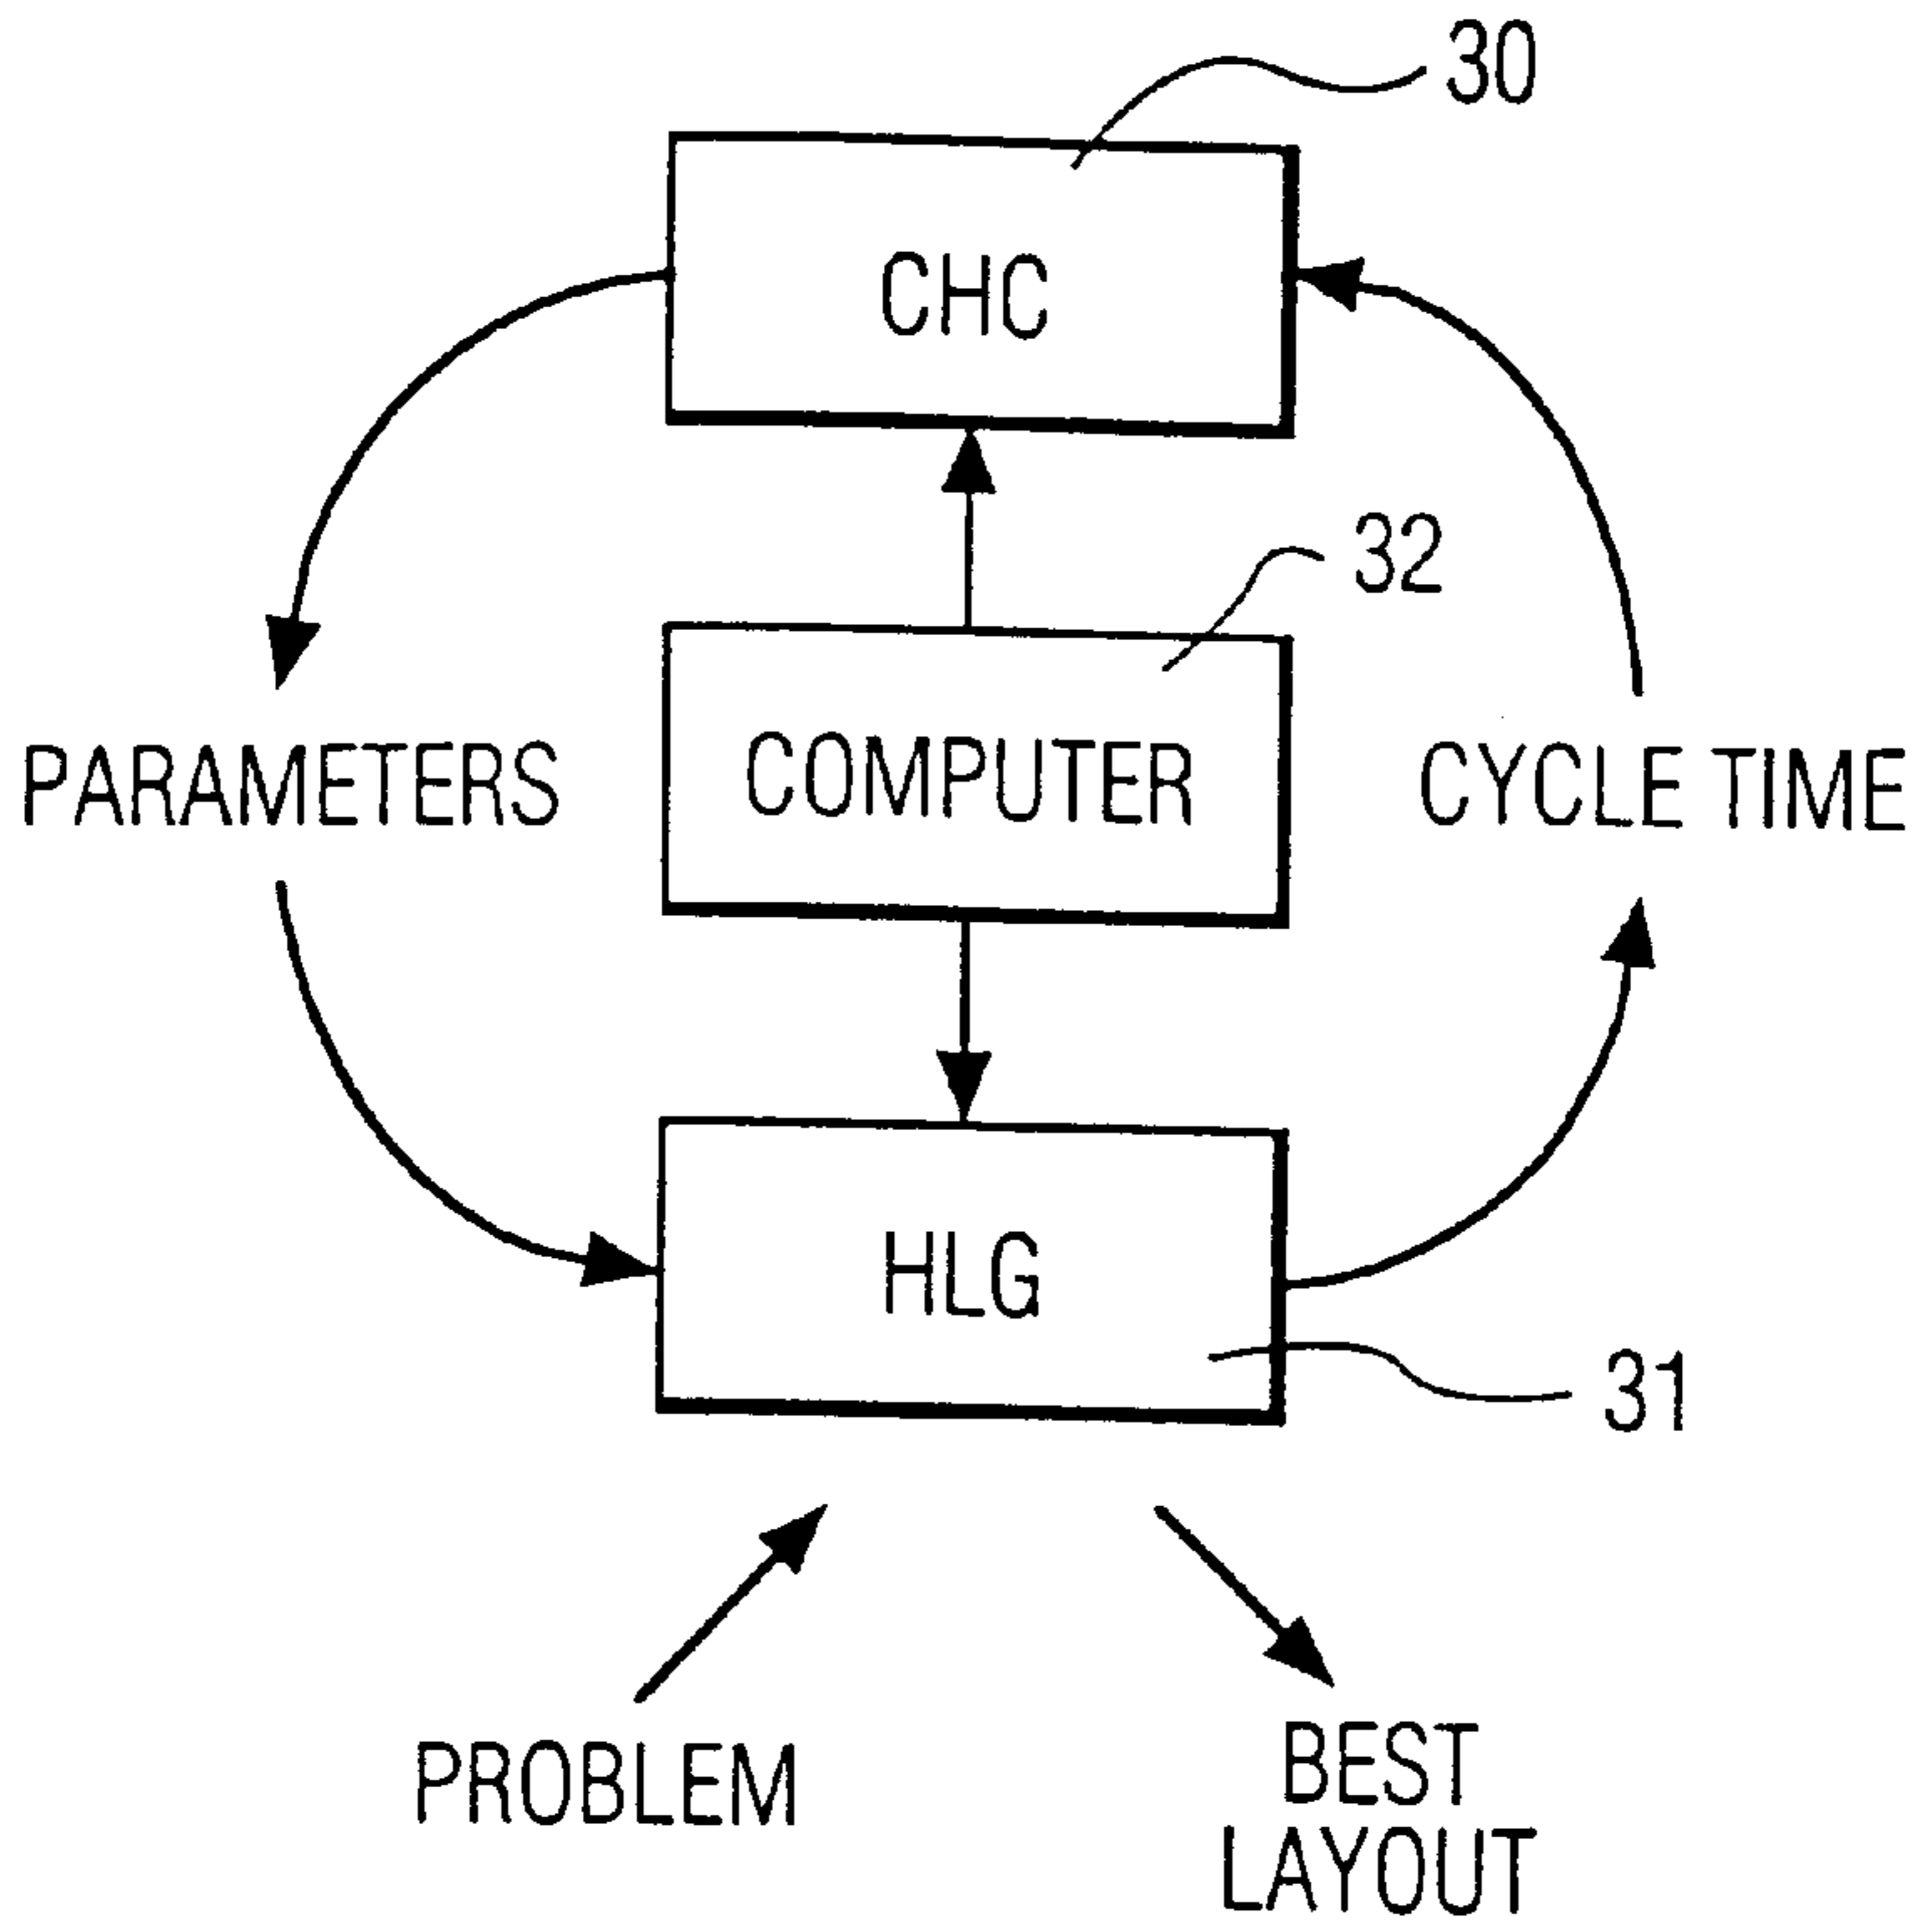 30
CHC
32
PARAMETERS
COMPUTER
CYCLE TIME
HLG
31
PROBLEM
BEST
LAYOUT